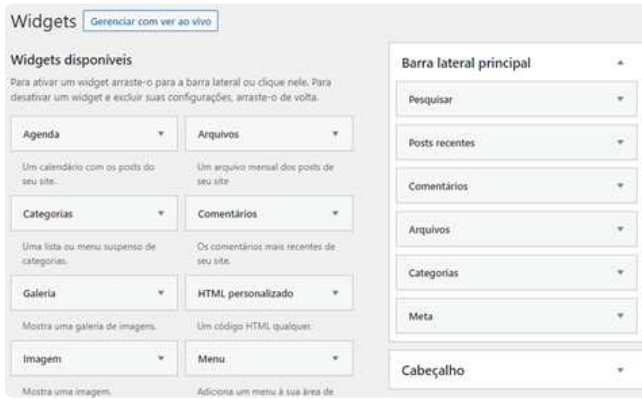 Widgets Gerenciar com ver ao vivo
Widgets disponíveis
Para ativar um widget arraste-o para a barra lateral ou clique nele. Para
desativar um widget e excluir suas configurações, arraste-o de volta.
Agenda
Arquivos
Um calendário com os posts do
seu site.
Um arquivo mensal dos posts de
seu site
Categorias
Comentários
Uma lista ou menu suspenso de
categorias.
Os comentários mais recentes de
seu site.
Galeria
HTML personalizado
Mostra uma galeria de imagens.
Um código HTML qualquer.
Imagem
Menu
Mostra uma imagem.
Adiciona um menu à sua área de
Barra lateral principal
Pesquisar
Posts recentes
Comentários
Arquivos
Categorias
Meta
Cabeçalho